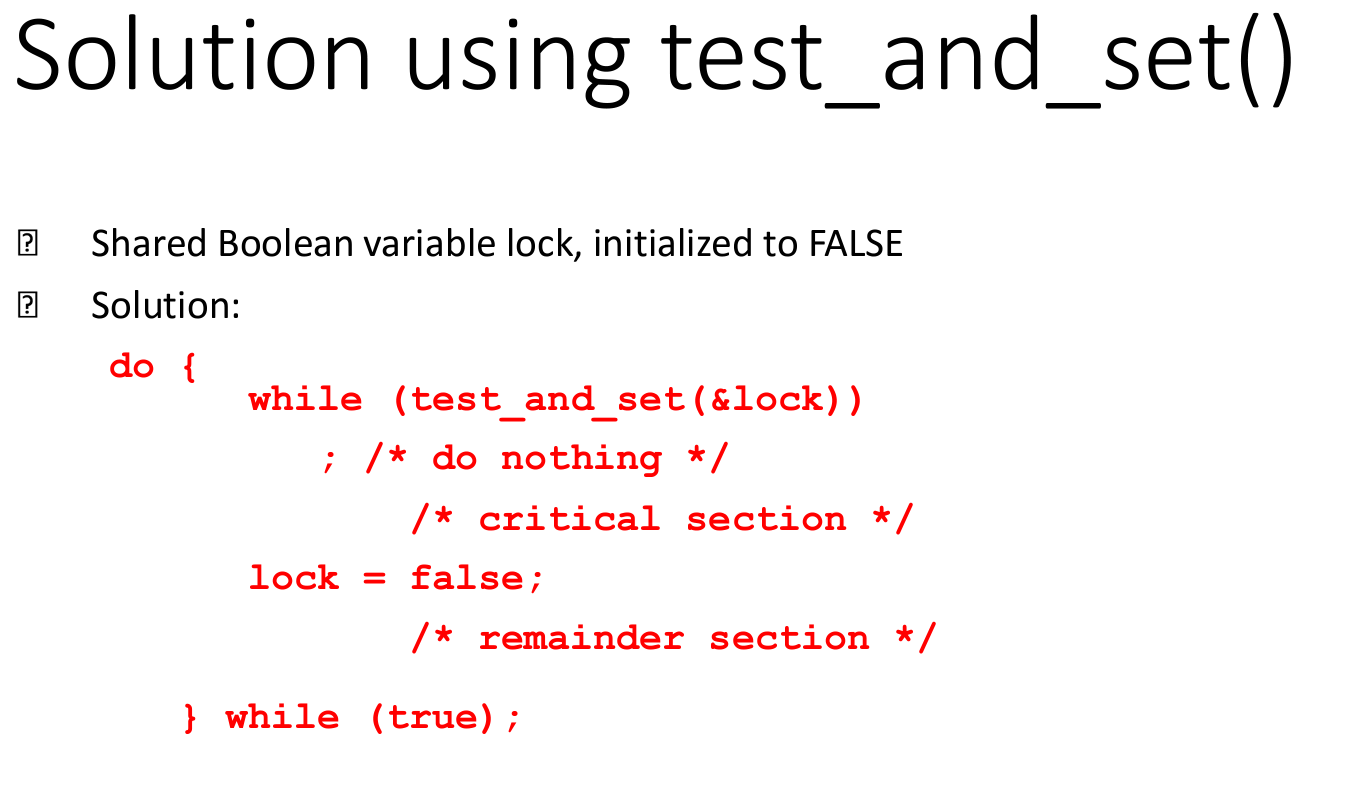 Solution using test_and_set()
Shared Boolean variable lock, initialized to FALSE
Solution:
do {
while (test_and_set(&lock))
; /* do nothing */
/* critical section */
lock = false;
/* remainder section */
} while (true);